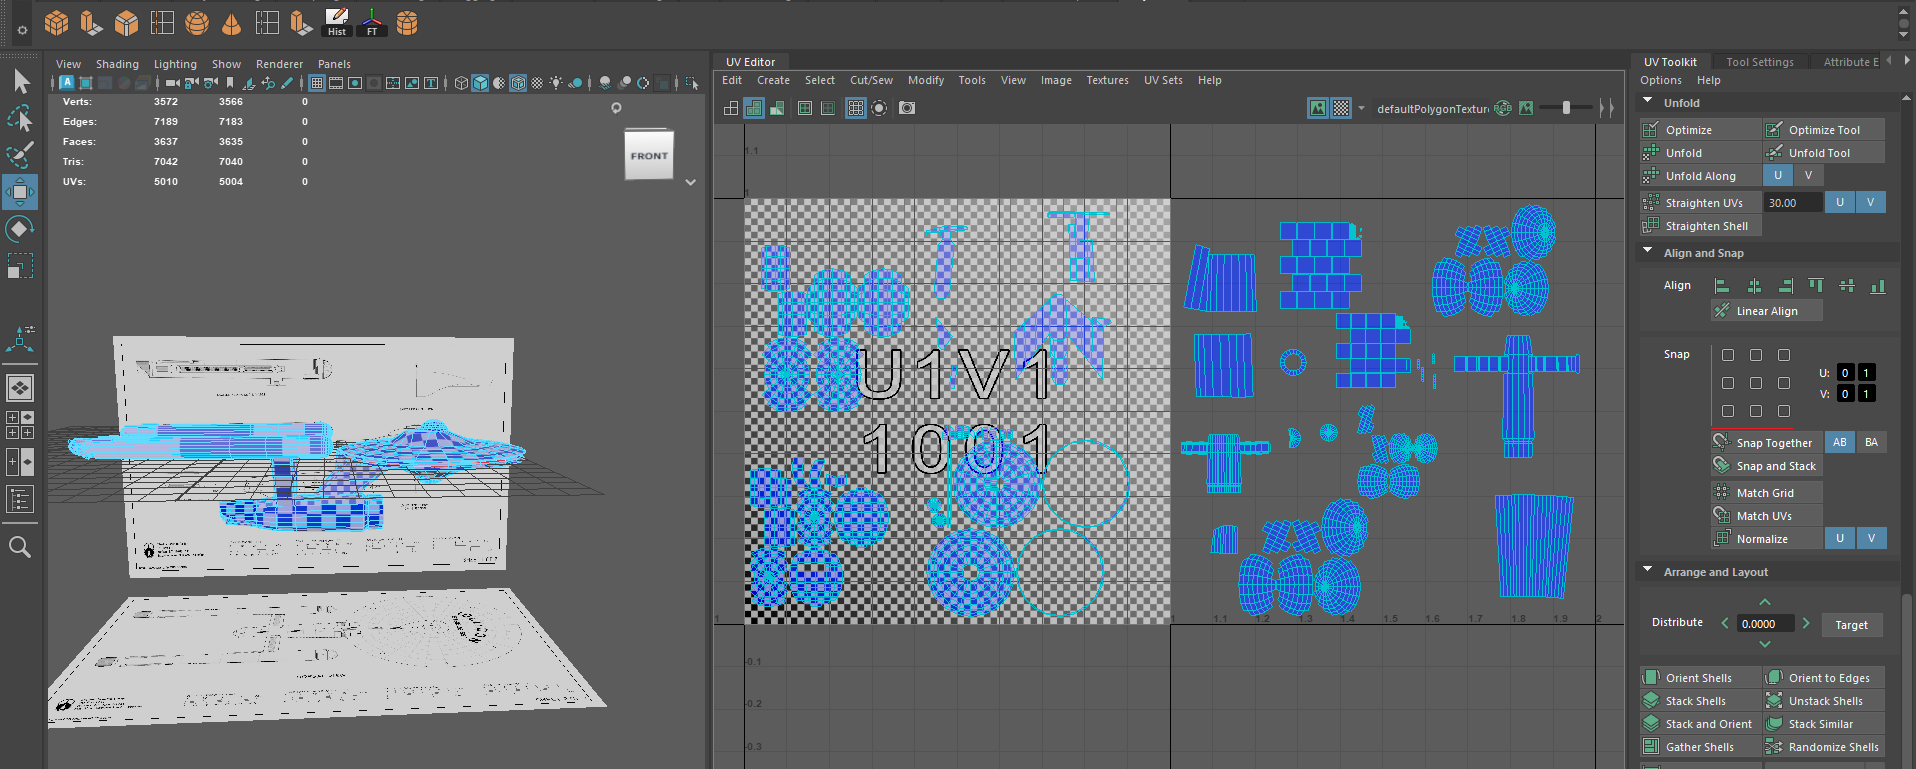 Hist
FT
View Shading Lighting Show Renderer Panels
Verts: 3572 3566 0
Edges: 7189 7183 0
Faces: 3637 3635 0
Tris: 7042 7040 0
UVs: 5010 5004 0
FRONT
UV Editor
Edit Create Select Cut/Sew Modify Tools View Image Textures UV Sets Help
defaultPolygonTexture
RGB
1.1
1
U1V1
1001
1 1 1.1 1.2 1.3 1.4 1.5 1.6 1.7 1.8 1.9 2
-0.1
-0.2
-0.3
UV Toolkit Tool Settings Attribute E
Options Help
Unfold
Optimize Optimize Tool
Unfold Unfold Tool
Unfold Along U V
Straighten UVs 30.00 U V
Straighten Shell
Align and Snap
Align
Linear Align
Snap
U: 0 1
V: 0 1
Snap Together AB BA
Snap and Stack
Match Grid
Match UVs
Normalize U V
Arrange and Layout
Distribute 0.0000 Target
Orient Shells Orient to Edges
Stack Shells Unstack Shells
Stack and Orient Stack Similar
Gather Shells Randomize Shells